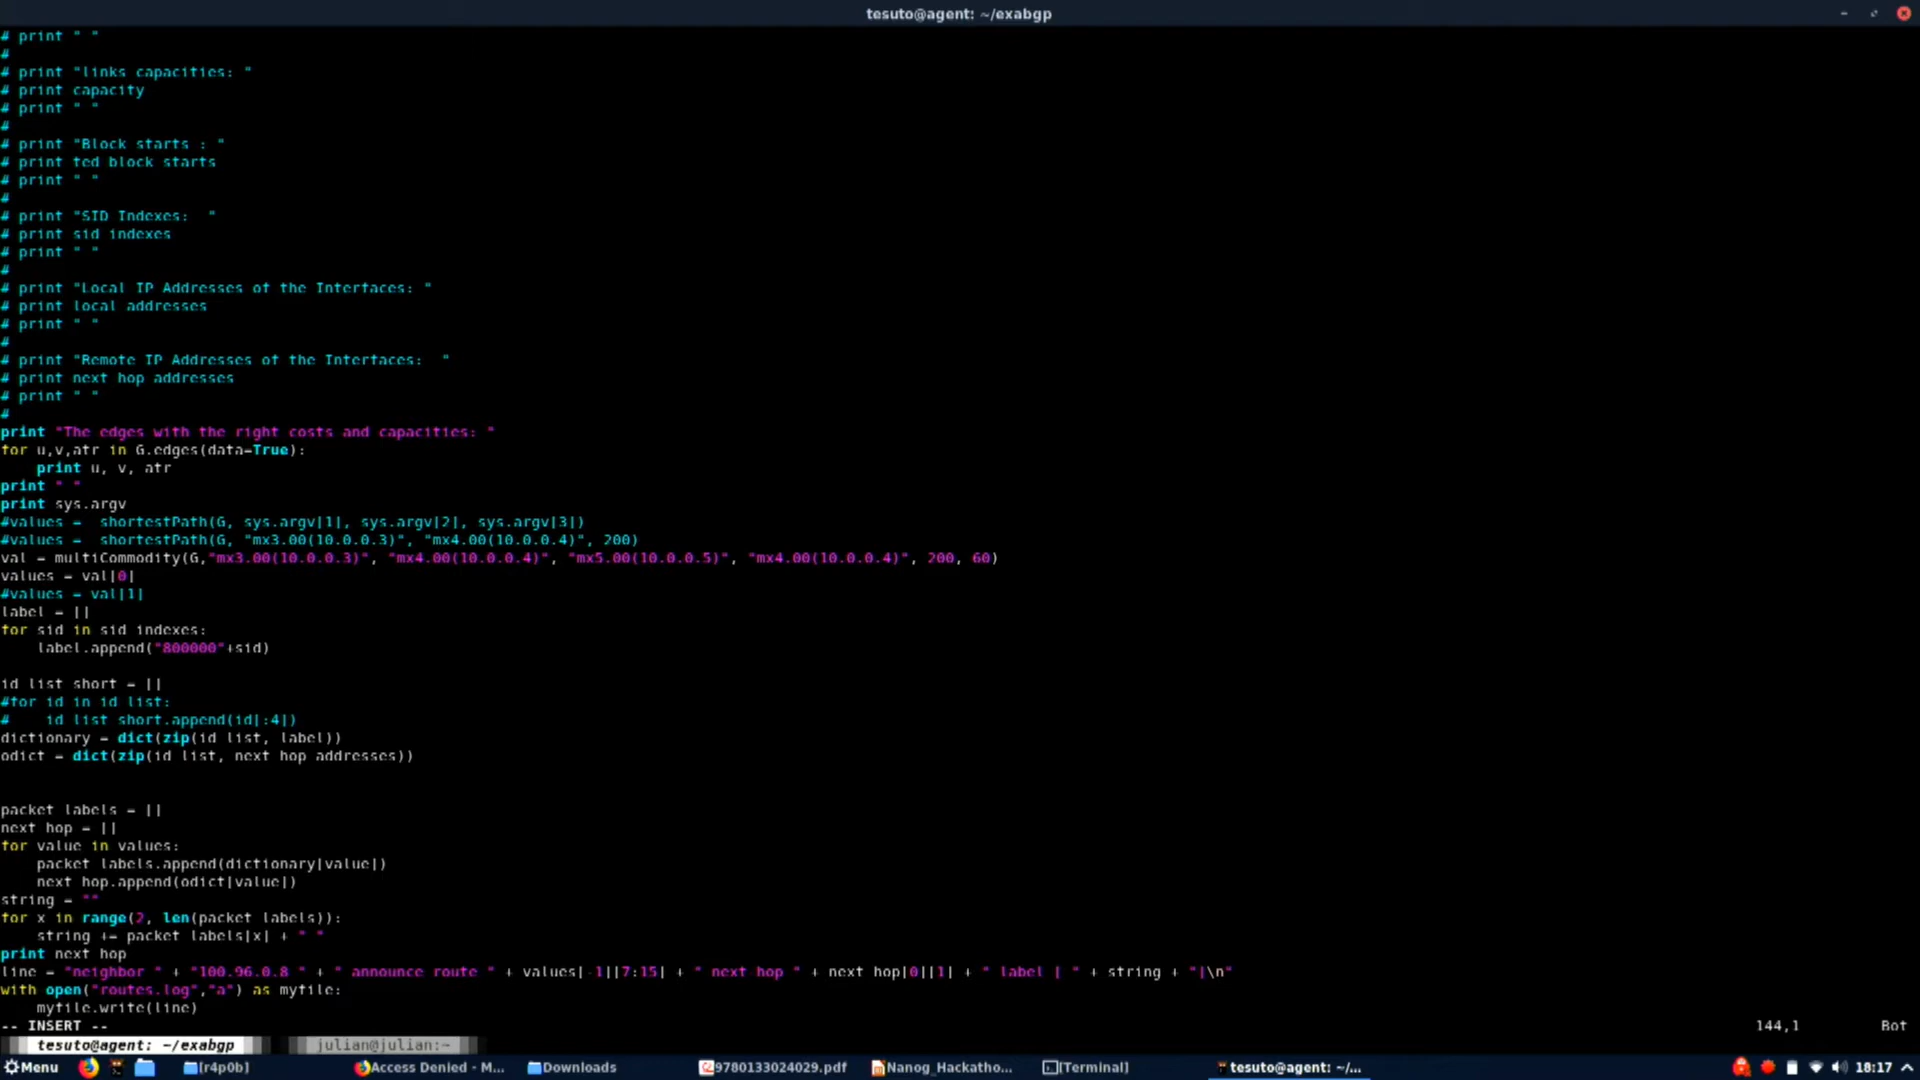 tesuto@agent: ~/exabgp
# print " "
#
# print "links capacities: "
# print capacity
# print " "
#
# print "Block starts : "
# print ted_block_starts
# print " "
#
# print "SID Indexes:  "
# print sid_indexes
# print " "
#
# print "Local IP Addresses of the Interfaces: "
# print local_addresses
# print " "
#
# print "Remote IP Addresses of the Interfaces:  "
# print next_hop_addresses
# print " "
#
print "The edges with the right costs and capacities: "
for u,v,atr in G.edges(data=True):
    print u, v, atr
print " "
print sys.argv
#values =  shortestPath(G, sys.argv[1], sys.argv[2], sys.argv[3])
#values =  shortestPath(G, "mx3.00(10.0.0.3)", "mx4.00(10.0.0.4)", 200)
val = multiCommodity(G,"mx3.00(10.0.0.3)", "mx4.00(10.0.0.4)", "mx5.00(10.0.0.5)", "mx4.00(10.0.0.4)", 200, 60)
values = val[0]
#values = val[1]
label = []
for sid in sid_indexes:
    label.append("800000"+sid)
id_list_short = []
#for id in id_list:
#    id_list_short.append(id[:4])
dictionary = dict(zip(id_list, label))
odict = dict(zip(id_list, next_hop_addresses))
packet_labels = []
next_hop = []
for value in values:
    packet_labels.append(dictionary[value])
    next_hop.append(odict[value])
string = ""
for x in range(2, len(packet_labels)):
    string += packet_labels[x] + " "
print next_hop
line = "neighbor " + "100.96.0.8 " + " announce route " + values[-1][7:15] + " next-hop " + next_hop[0][1] + " label [ " + string + "]\n"
with open("routes.log","a") as myfile:
    myfile.write(line)
-- INSERT --
144,1
Bot
tesuto@agent: ~/exabgp
julian@julian:~
Menu
[r4p0b]
Access Denied - M...
Downloads
9780133024029.pdf
Nanog_Hackatho...
[Terminal]
tesuto@agent: ~/...
18:17